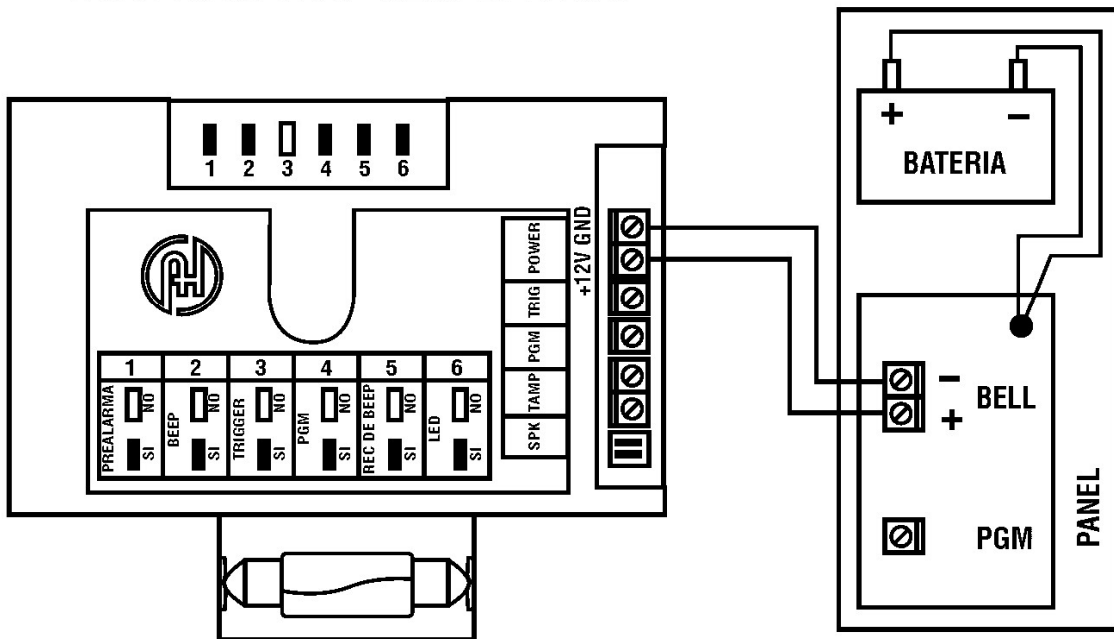 1 2 3 4 5 6
+12V GND
POWER
TRIG
PGM
TAMP
SPK
1 2 3 4 5 6
PREALARMA NO SI
BEEP NO SI
TRIGGER NO SI
PGM NO SI
REC DE BEEP NO SI
LED NO SI
+ −
BATERIA
− BELL
+
PGM
PANEL